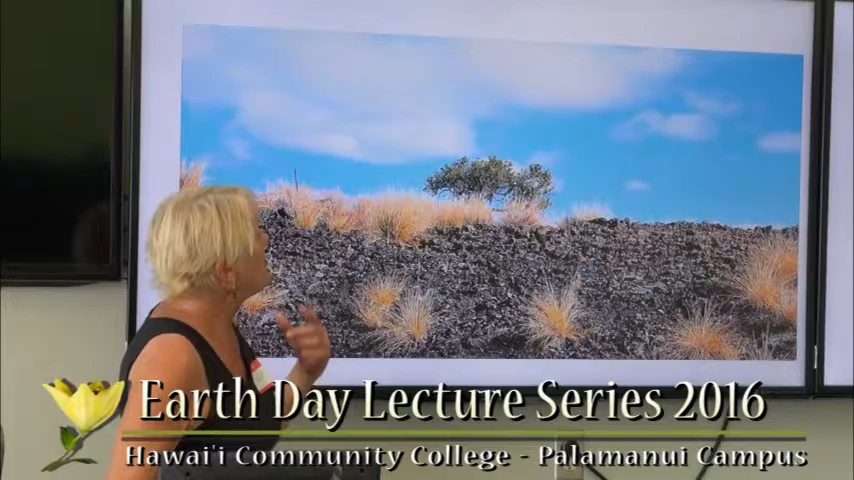 Earth Day Lecture Series 2016
Hawai'i Community College - Palamanui Campus